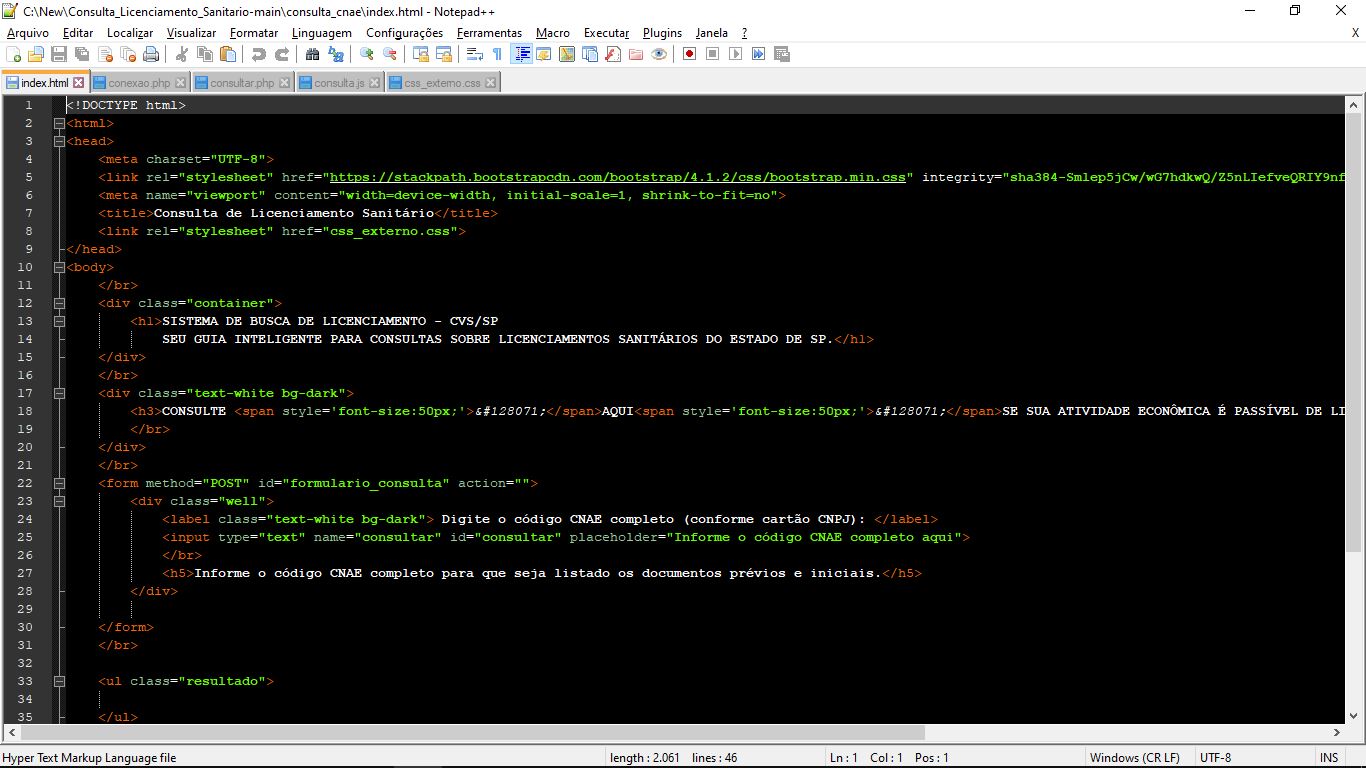 C:\New\Consulta_Licenciamento_Sanitario-main\consulta_cnae\index.html - Notepad++
Arquivo Editar Localizar Visualizar Formatar Linguagem Configurações Ferramentas Macro Executar Plugins Janela ? X
index.html conexao.php consultar.php consulta.js css_externo.css
1 <!DOCTYPE html>
2 <html>
3 <head>
4 <meta charset="UTF-8">
5 <link rel="stylesheet" href="https://stackpath.bootstrapcdn.com/bootstrap/4.1.2/css/bootstrap.min.css" integrity="sha384-Smlep5jCw/wG7hdkwQ/Z5nLIefveQRIY9nf
6 <meta name="viewport" content="width=device-width, initial-scale=1, shrink-to-fit=no">
7 <title>Consulta de Licenciamento Sanitário</title>
8 <link rel="stylesheet" href="css_externo.css">
9 </head>
10 <body>
11 </br>
12 <div class="container">
13 <h1>SISTEMA DE BUSCA DE LICENCIAMENTO - CVS/SP
14 SEU GUIA INTELIGENTE PARA CONSULTAS SOBRE LICENCIAMENTOS SANITÁRIOS DO ESTADO DE SP.</h1>
15 </div>
16 </br>
17 <div class="text-white bg-dark">
18 <h3>CONSULTE <span style='font-size:50px;'>&#128071;</span>AQUI<span style='font-size:50px;'>&#128071;</span>SE SUA ATIVIDADE ECONÔMICA É PASSÍVEL DE LI
19 </br>
20 </div>
21 </br>
22 <form method="POST" id="formulario_consulta" action="">
23 <div class="well">
24 <label class="text-white bg-dark"> Digite o código CNAE completo (conforme cartão CNPJ): </label>
25 <input type="text" name="consultar" id="consultar" placeholder="Informe o código CNAE completo aqui">
26 </br>
27 <h5>Informe o código CNAE completo para que seja listado os documentos prévios e iniciais.</h5>
28 </div>
29
30 </form>
31 </br>
32
33 <ul class="resultado">
34
35 </ul>
Hyper Text Markup Language file length : 2.061 lines : 46 Ln : 1 Col : 1 Pos : 1 Windows (CR LF) UTF-8 INS